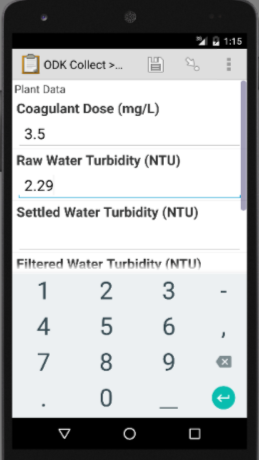 1:15
ODK Collect >...
Plant Data
Coagulant Dose (mg/L)
3.5
Raw Water Turbidity (NTU)
2.29
Settled Water Turbidity (NTU)
Filtered Water Turbidity (NTU)
1 2 3 -
4 5 6 ,
7 8 9
. 0 _